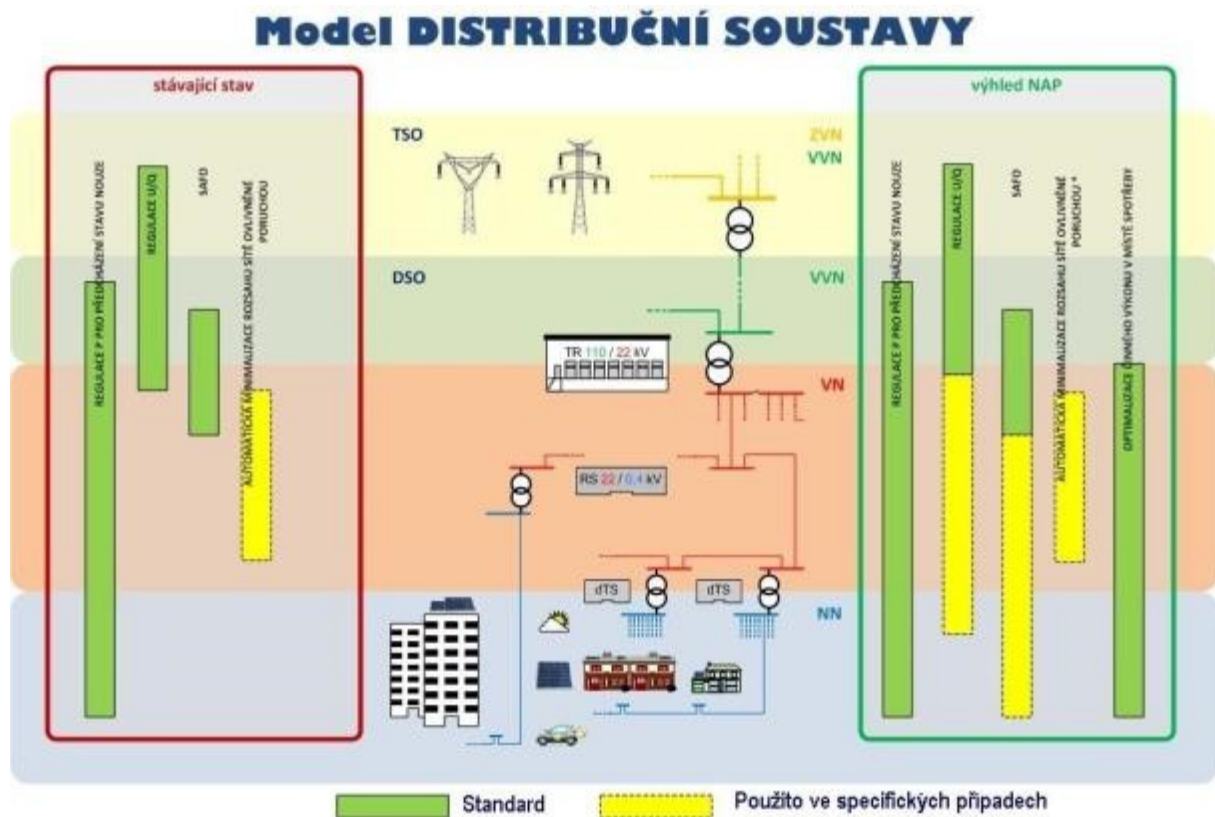 Model DISTRIBUČNÍ SOUSTAVY
stávající stav
REGULACE P PRO PŘEDCHÁZENÍ STAVU NOUZE
REGULACE U/Q
SAFO
AUTOMATICKÁ MINIMALIZACE ROZSAHU SÍTĚ OVLIVNĚNÉ
PORUCHOU
TSO
ZVN
VVN
DSO
VVN
TR 110 / 22 kV
VN
RS 22 / 0,4 kV
dTS
dTS
NN
výhled NAP
REGULACE P PRO PŘEDCHÁZENÍ STAVU NOUZE
REGULACE U/Q
SAFO
AUTOMATICKÁ MINIMALIZACE ROZSAHU SÍTĚ OVLIVNĚNÉ
PORUCHOU *
OPTIMALIZACE ČINNÉHO VÝKONU V MÍSTĚ SPOTŘEBY
Standard
Použito ve specifických případech